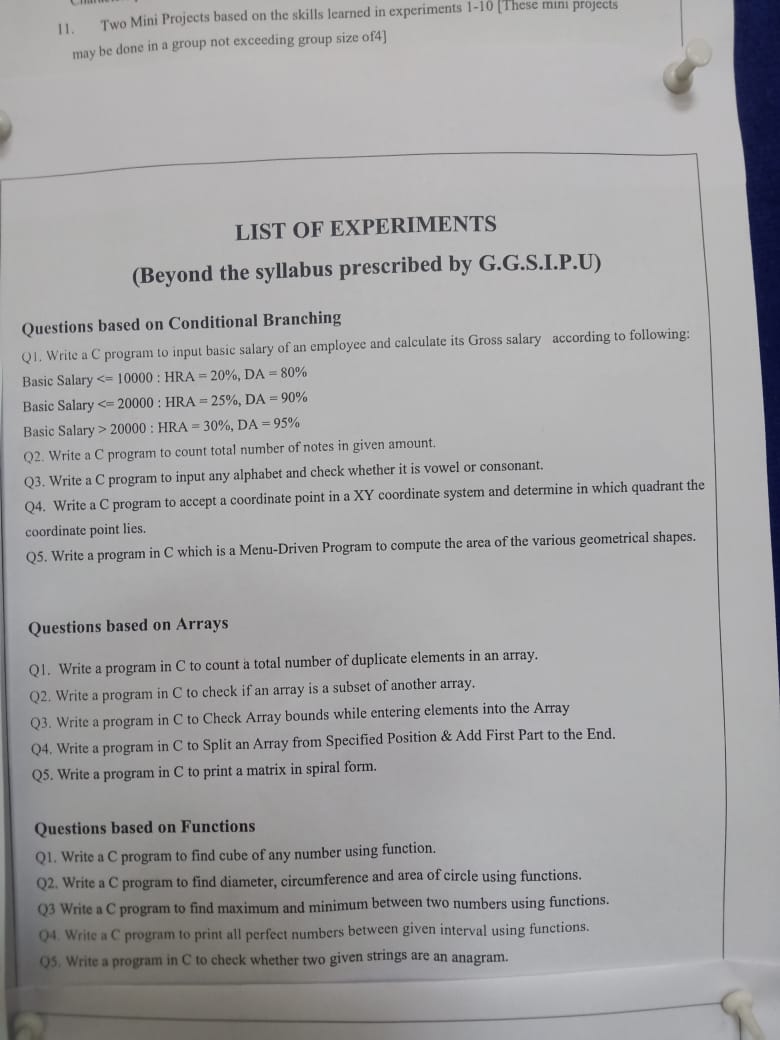 11. Two Mini Projects based on the skills learned in experiments 1-10 [These mini projects
may be done in a group not exceeding group size of4]
LIST OF EXPERIMENTS
(Beyond the syllabus prescribed by G.G.S.I.P.U)
Questions based on Conditional Branching
Q1. Write a C program to input basic salary of an employee and calculate its Gross salary according to following:
Basic Salary <= 10000 : HRA = 20%, DA = 80%
Basic Salary <= 20000 : HRA = 25%, DA = 90%
Basic Salary > 20000 : HRA = 30%, DA = 95%
Q2. Write a C program to count total number of notes in given amount.
Q3. Write a C program to input any alphabet and check whether it is vowel or consonant.
Q4. Write a C program to accept a coordinate point in a XY coordinate system and determine in which quadrant the
coordinate point lies.
Q5. Write a program in C which is a Menu-Driven Program to compute the area of the various geometrical shapes.
Questions based on Arrays
Q1. Write a program in C to count a total number of duplicate elements in an array.
Q2. Write a program in C to check if an array is a subset of another array.
Q3. Write a program in C to Check Array bounds while entering elements into the Array
Q4. Write a program in C to Split an Array from Specified Position & Add First Part to the End.
Q5. Write a program in C to print a matrix in spiral form.
Questions based on Functions
Q1. Write a C program to find cube of any number using function.
Q2. Write a C program to find diameter, circumference and area of circle using functions.
Q3 Write a C program to find maximum and minimum between two numbers using functions.
Q4. Write a C program to print all perfect numbers between given interval using functions.
Q5. Write a program in C to check whether two given strings are an anagram.